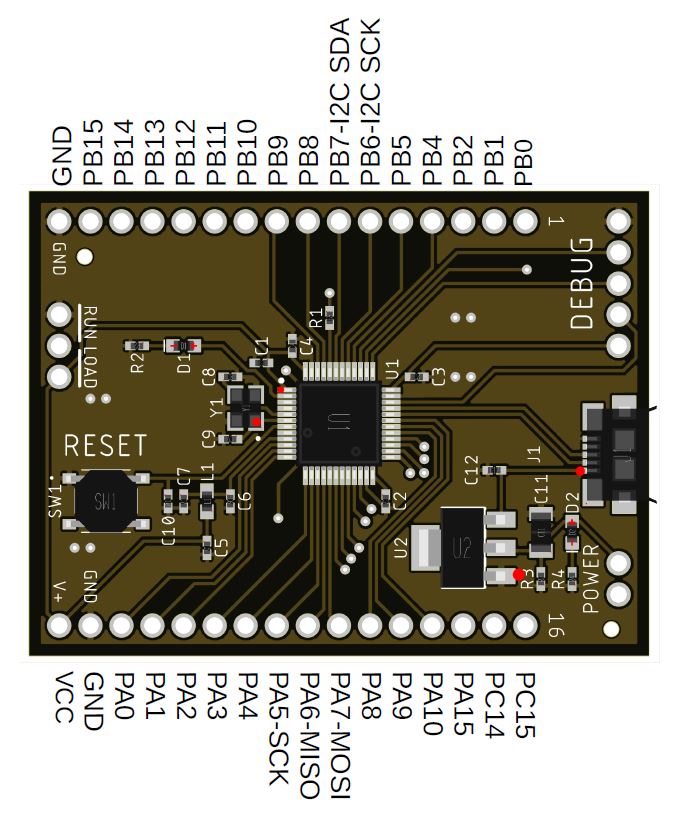 GND
PB15
PB14
PB13
PB12
PB11
PB10
PB9
PB8
PB7-I2C SDA
PB6-I2C SCK
PB5
PB4
PB2
PB1
PB0
GND
1
DEBUG
RUN LOAD
R1
R2
D1
C1
C4
U1
C8
C3
Y1
U1
C9
RESET
J1
SW1
SW1
C7
L1
C12
C10
C6
C2
C11
D2
C5
U2
U2
R3
R4
POWER
V+
GND
16
VCC
GND
PA0
PA1
PA2
PA3
PA4
PA5-SCK
PA6-MISO
PA7-MOSI
PA8
PA9
PA10
PA15
PC14
PC15